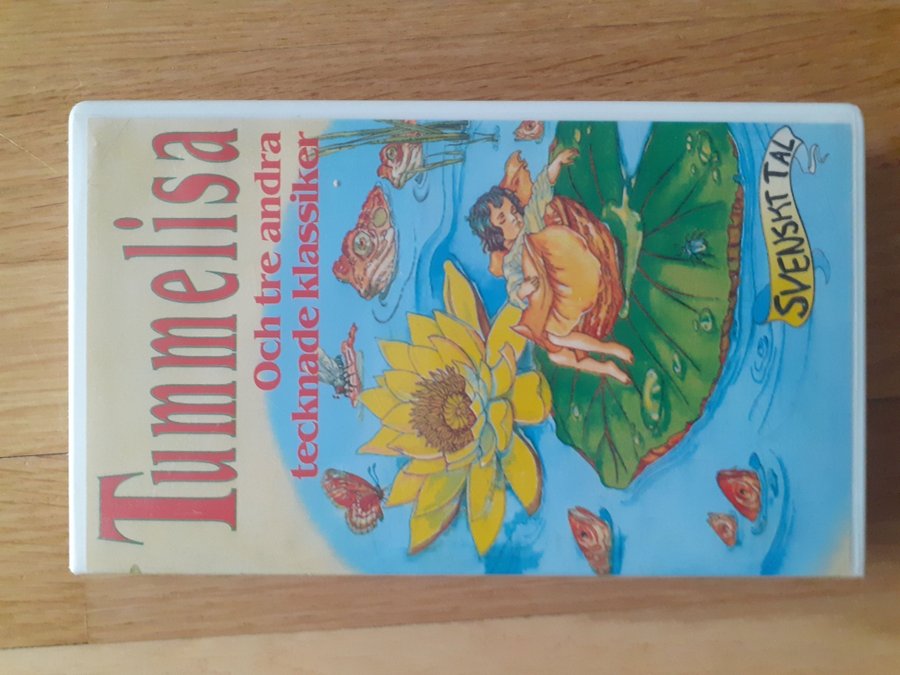 Tummelisa
Och tre andra
tecknade klassiker
SVENSKT TAL